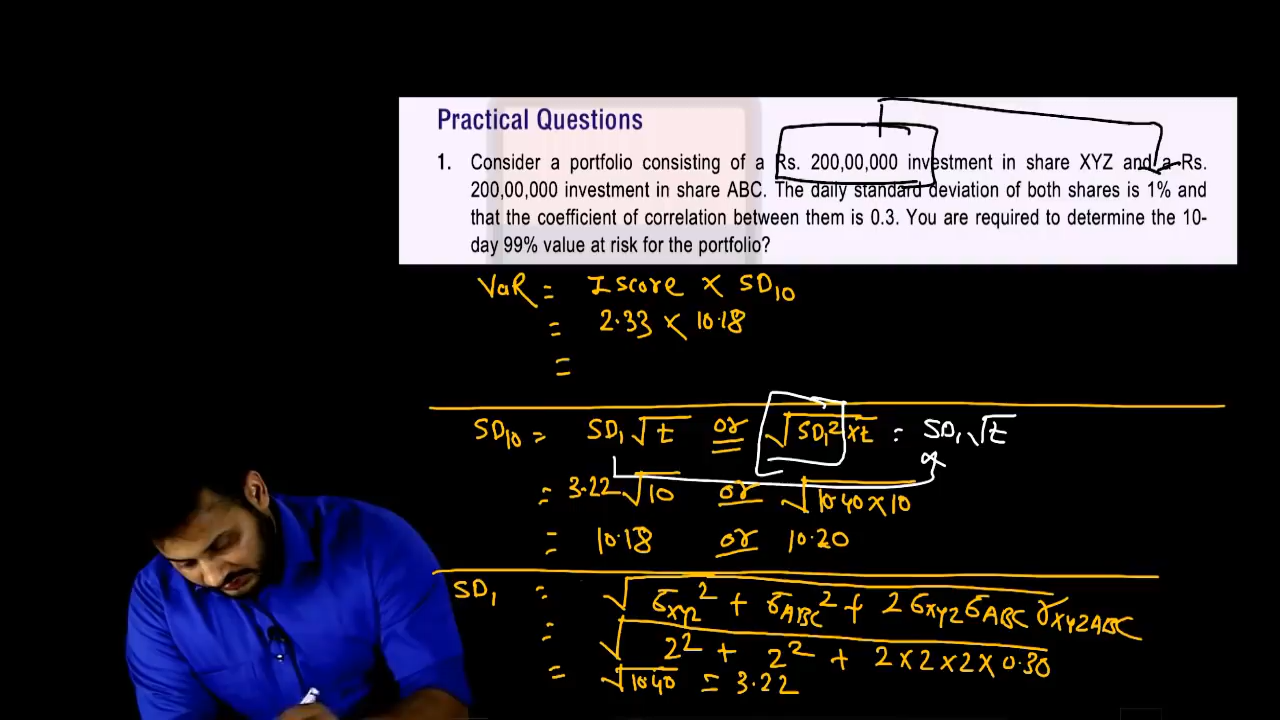 Practical Questions
1. Consider a portfolio consisting of a Rs. 200,00,000 investment in share XYZ and a Rs.
200,00,000 investment in share ABC. The daily standard deviation of both shares is 1% and
that the coefficient of correlation between them is 0.3. You are required to determine the 10-
day 99% value at risk for the portfolio?
VaR = Z score × SD₁₀
= 2.33 × 10.18
=
SD₁₀ = SD₁ √t or √SD₁² × t = SD₁ √t
= 3.22 √10 or √10.40 × 10
= 10.18 or 10.20
SD₁ = √σXYZ² + σABC² + 2 σXYZ σABC γXYZABC
= √2² + 2² + 2×2×2×0.30
= √10.40 = 3.22